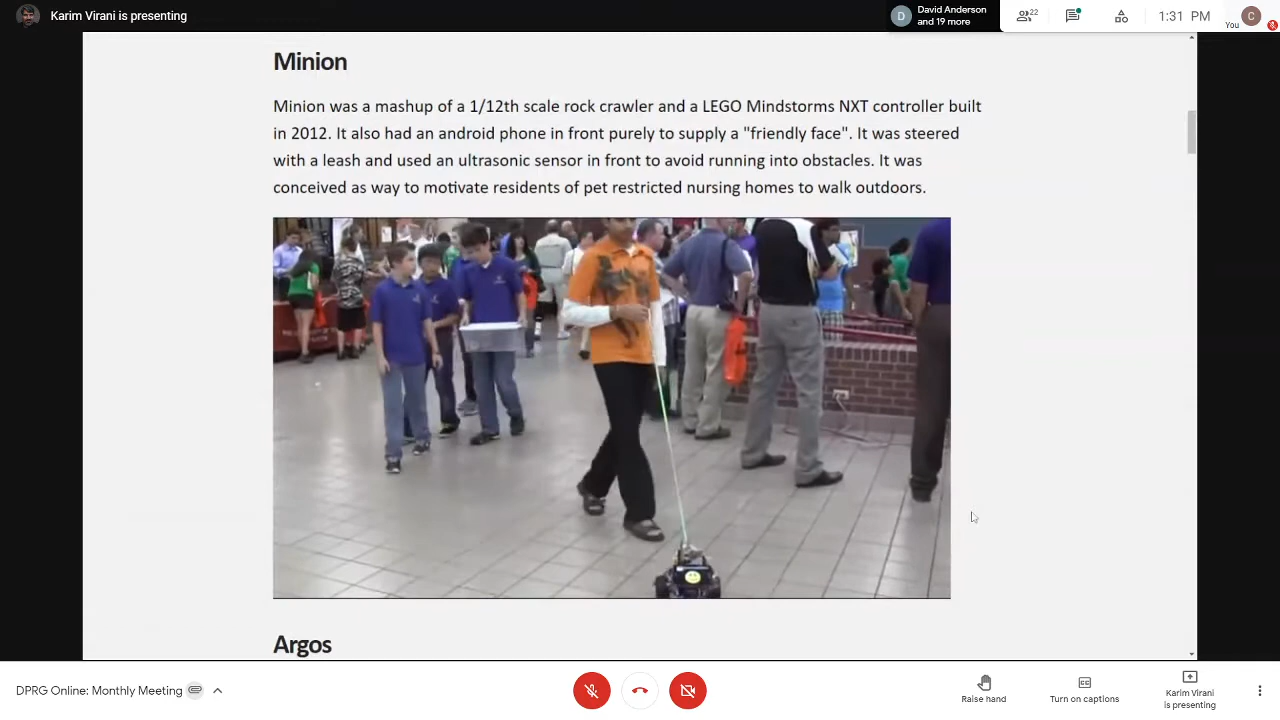 Karim Virani is presenting
D
David Anderson
and 19 more
22
1:31 PM
You
C
Minion
Minion was a mashup of a 1/12th scale rock crawler and a LEGO Mindstorms NXT controller built
in 2012. It also had an android phone in front purely to supply a "friendly face". It was steered
with a leash and used an ultrasonic sensor in front to avoid running into obstacles. It was
conceived as way to motivate residents of pet restricted nursing homes to walk outdoors.
Argos
DPRG Online: Monthly Meeting
Raise hand
Turn on captions
Karim Virani
is presenting